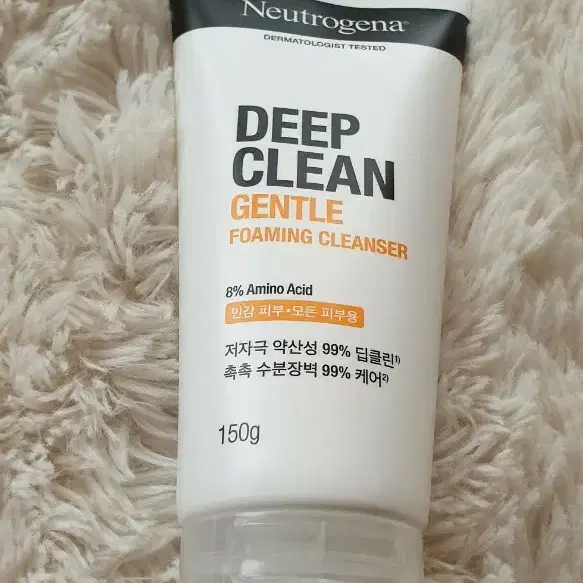 Neutrogena®
DERMATOLOGIST TESTED
DEEP
CLEAN
GENTLE
FOAMING CLEANSER
8% Amino Acid
민감 피부•모든 피부용
저자극 약산성 99% 딥클린1)
촉촉 수분장벽 99% 케어2)
150g